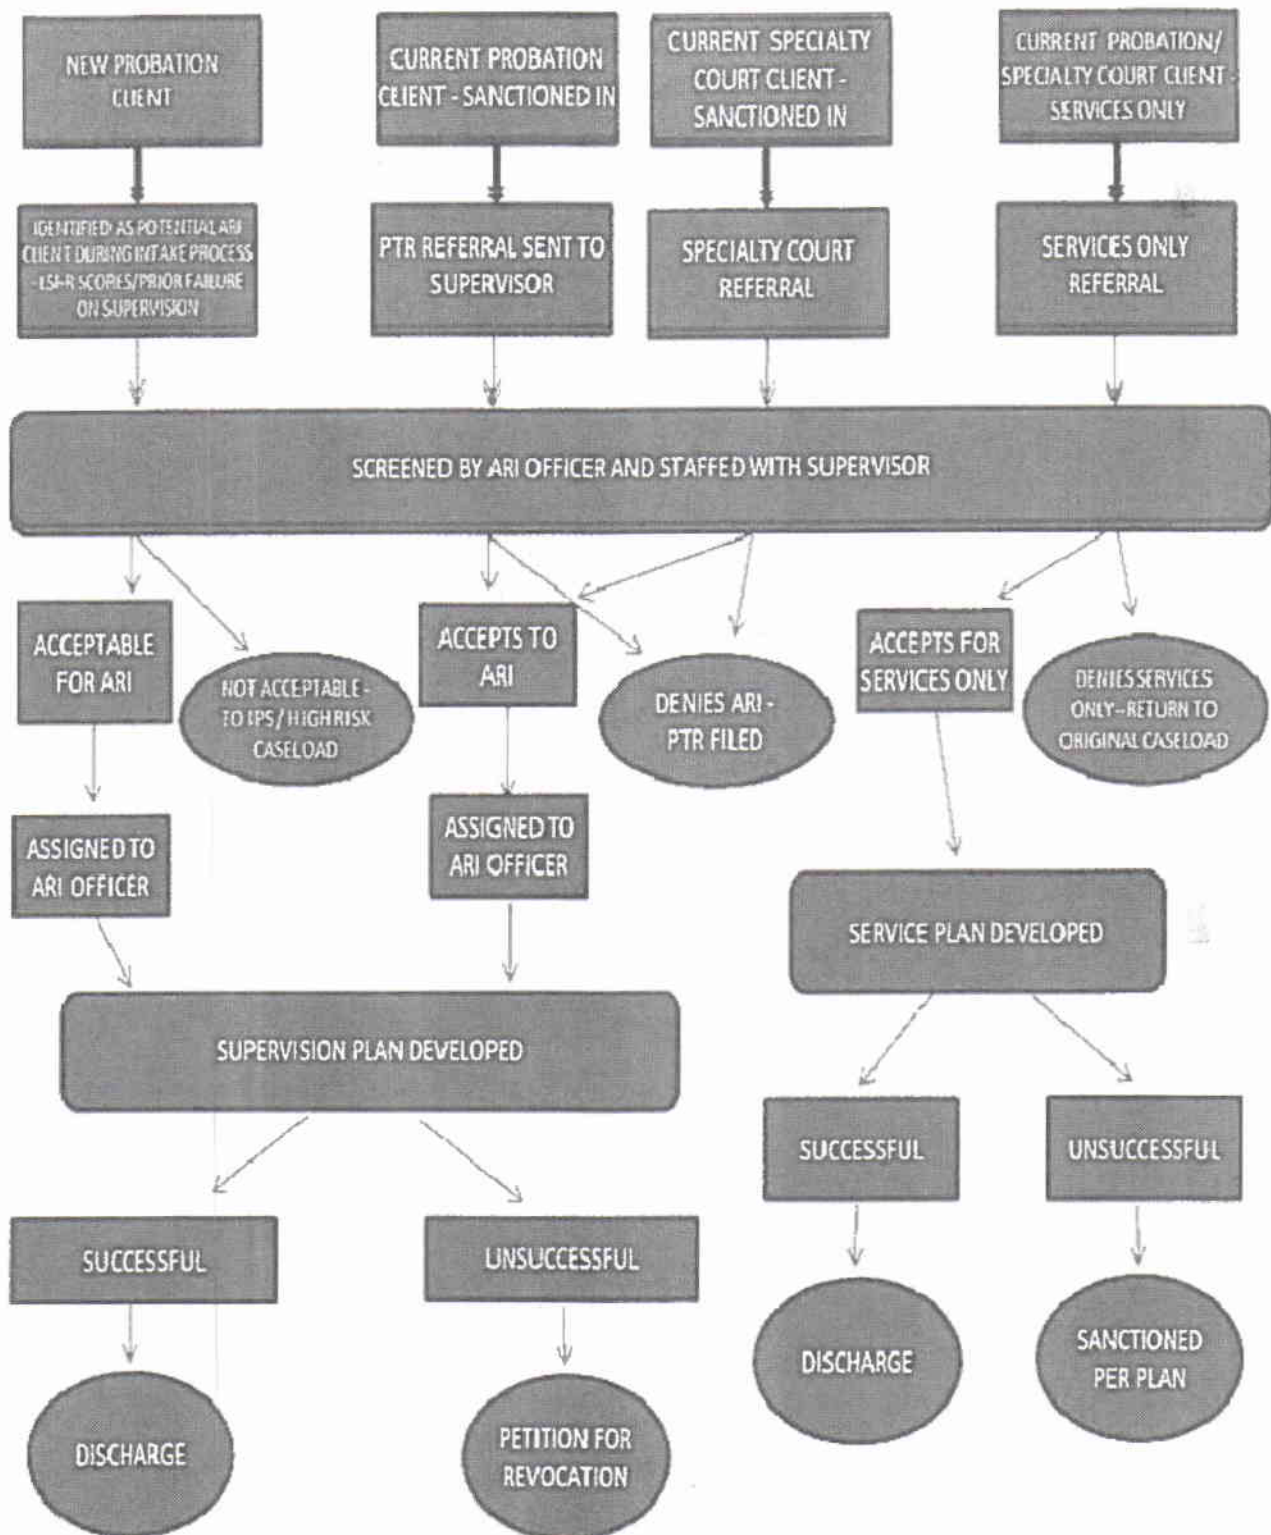 NEW PROBATION
CLIENT
CURRENT PROBATION
CLIENT - SANCTIONED IN
CURRENT SPECIALTY
COURT CLIENT -
SANCTIONED IN
CURRENT PROBATION/
SPECIALTY COURT CLIENT -
SERVICES ONLY
IDENTIFIED AS POTENTIAL ARI
CLIENT DURING INTAKE PROCESS
- LSI-R SCORES/PRIOR FAILURE
ON SUPERVISION
PTR REFERRAL SENT TO
SUPERVISOR
SPECIALTY COURT
REFERRAL
SERVICES ONLY
REFERRAL
SCREENED BY ARI OFFICER AND STAFFED WITH SUPERVISOR
ACCEPTABLE
FOR ARI
NOT ACCEPTABLE -
TO IPS / HIGH RISK
CASELOAD
ACCEPTS TO
ARI
DENIES ARI -
PTR FILED
ACCEPTS FOR
SERVICES ONLY
DENIES SERVICES
ONLY - RETURN TO
ORIGINAL CASELOAD
ASSIGNED TO
ARI OFFICER
ASSIGNED TO
ARI OFFICER
SERVICE PLAN DEVELOPED
SUPERVISION PLAN DEVELOPED
SUCCESSFUL
UNSUCCESSFUL
SUCCESSFUL
UNSUCCESSFUL
DISCHARGE
SANCTIONED
PER PLAN
DISCHARGE
PETITION FOR
REVOCATION